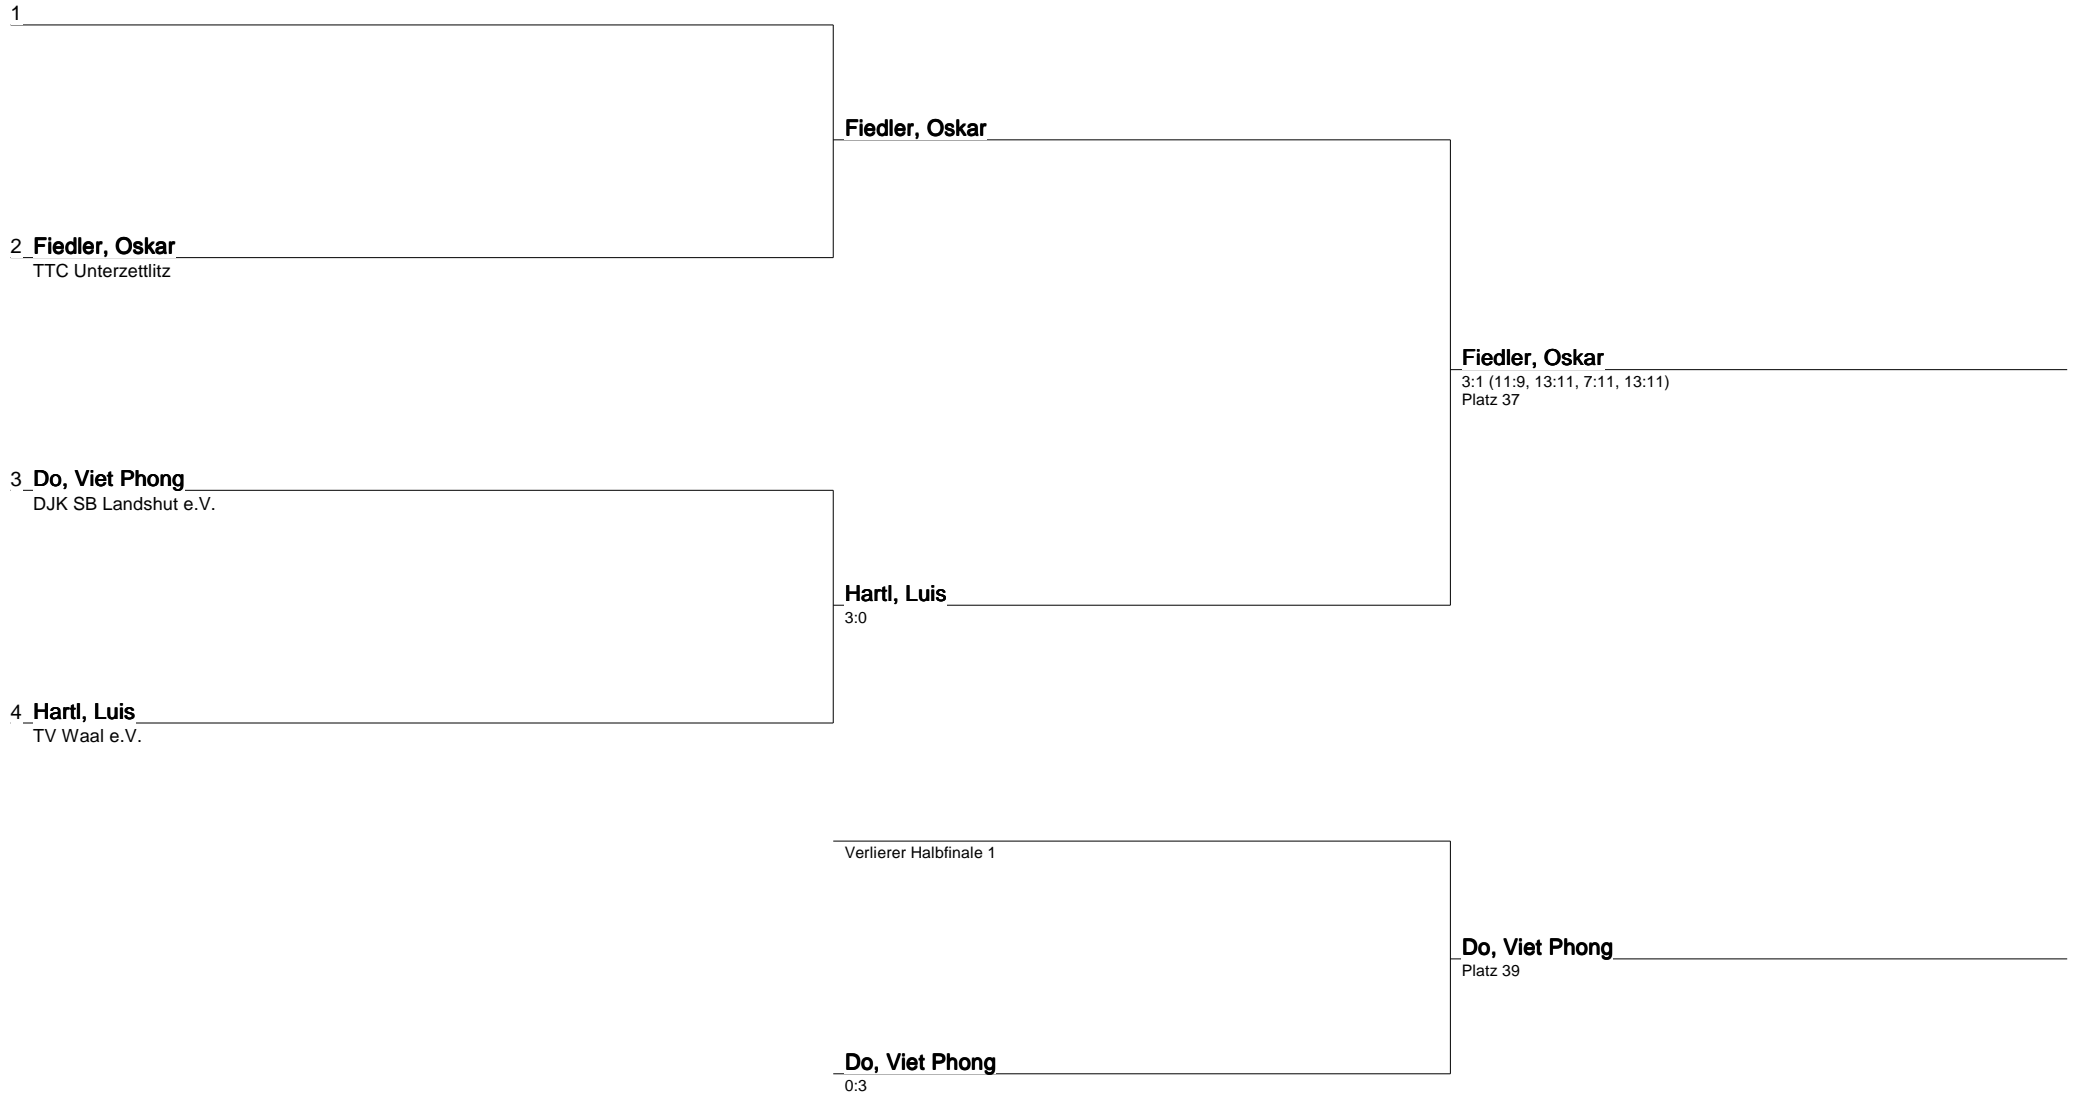 1
Fiedler, Oskar
2 Fiedler, Oskar
TTC Unterzettlitz
Fiedler, Oskar
3:1 (11:9, 13:11, 7:11, 13:11)
Platz 37
3 Do, Viet Phong
DJK SB Landshut e.V.
Hartl, Luis
3:0
4 Hartl, Luis
TV Waal e.V.
Verlierer Halbfinale 1
Do, Viet Phong
Platz 39
Do, Viet Phong
0:3